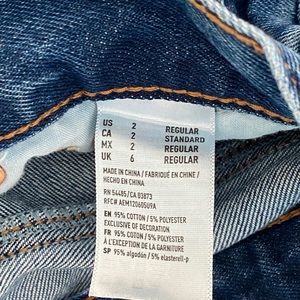 US 2 REGULAR
CA 2 STANDARD
MX 2 REGULAR
UK 6 REGULAR
MADE IN CHINA / FABRIQUÉ EN CHINE /
HECHO EN CHINA
RN 54485/CA 03873
RFC# AEM12060509A
EN 95% COTTON / 5% POLYESTER
EXCLUSIVE OF DECORATION
FR 95% COTTON / 5% POLYESTER
À L'EXCEPTION DE LA GARNITURE
SP 95% algodón / 5% elasterell-p